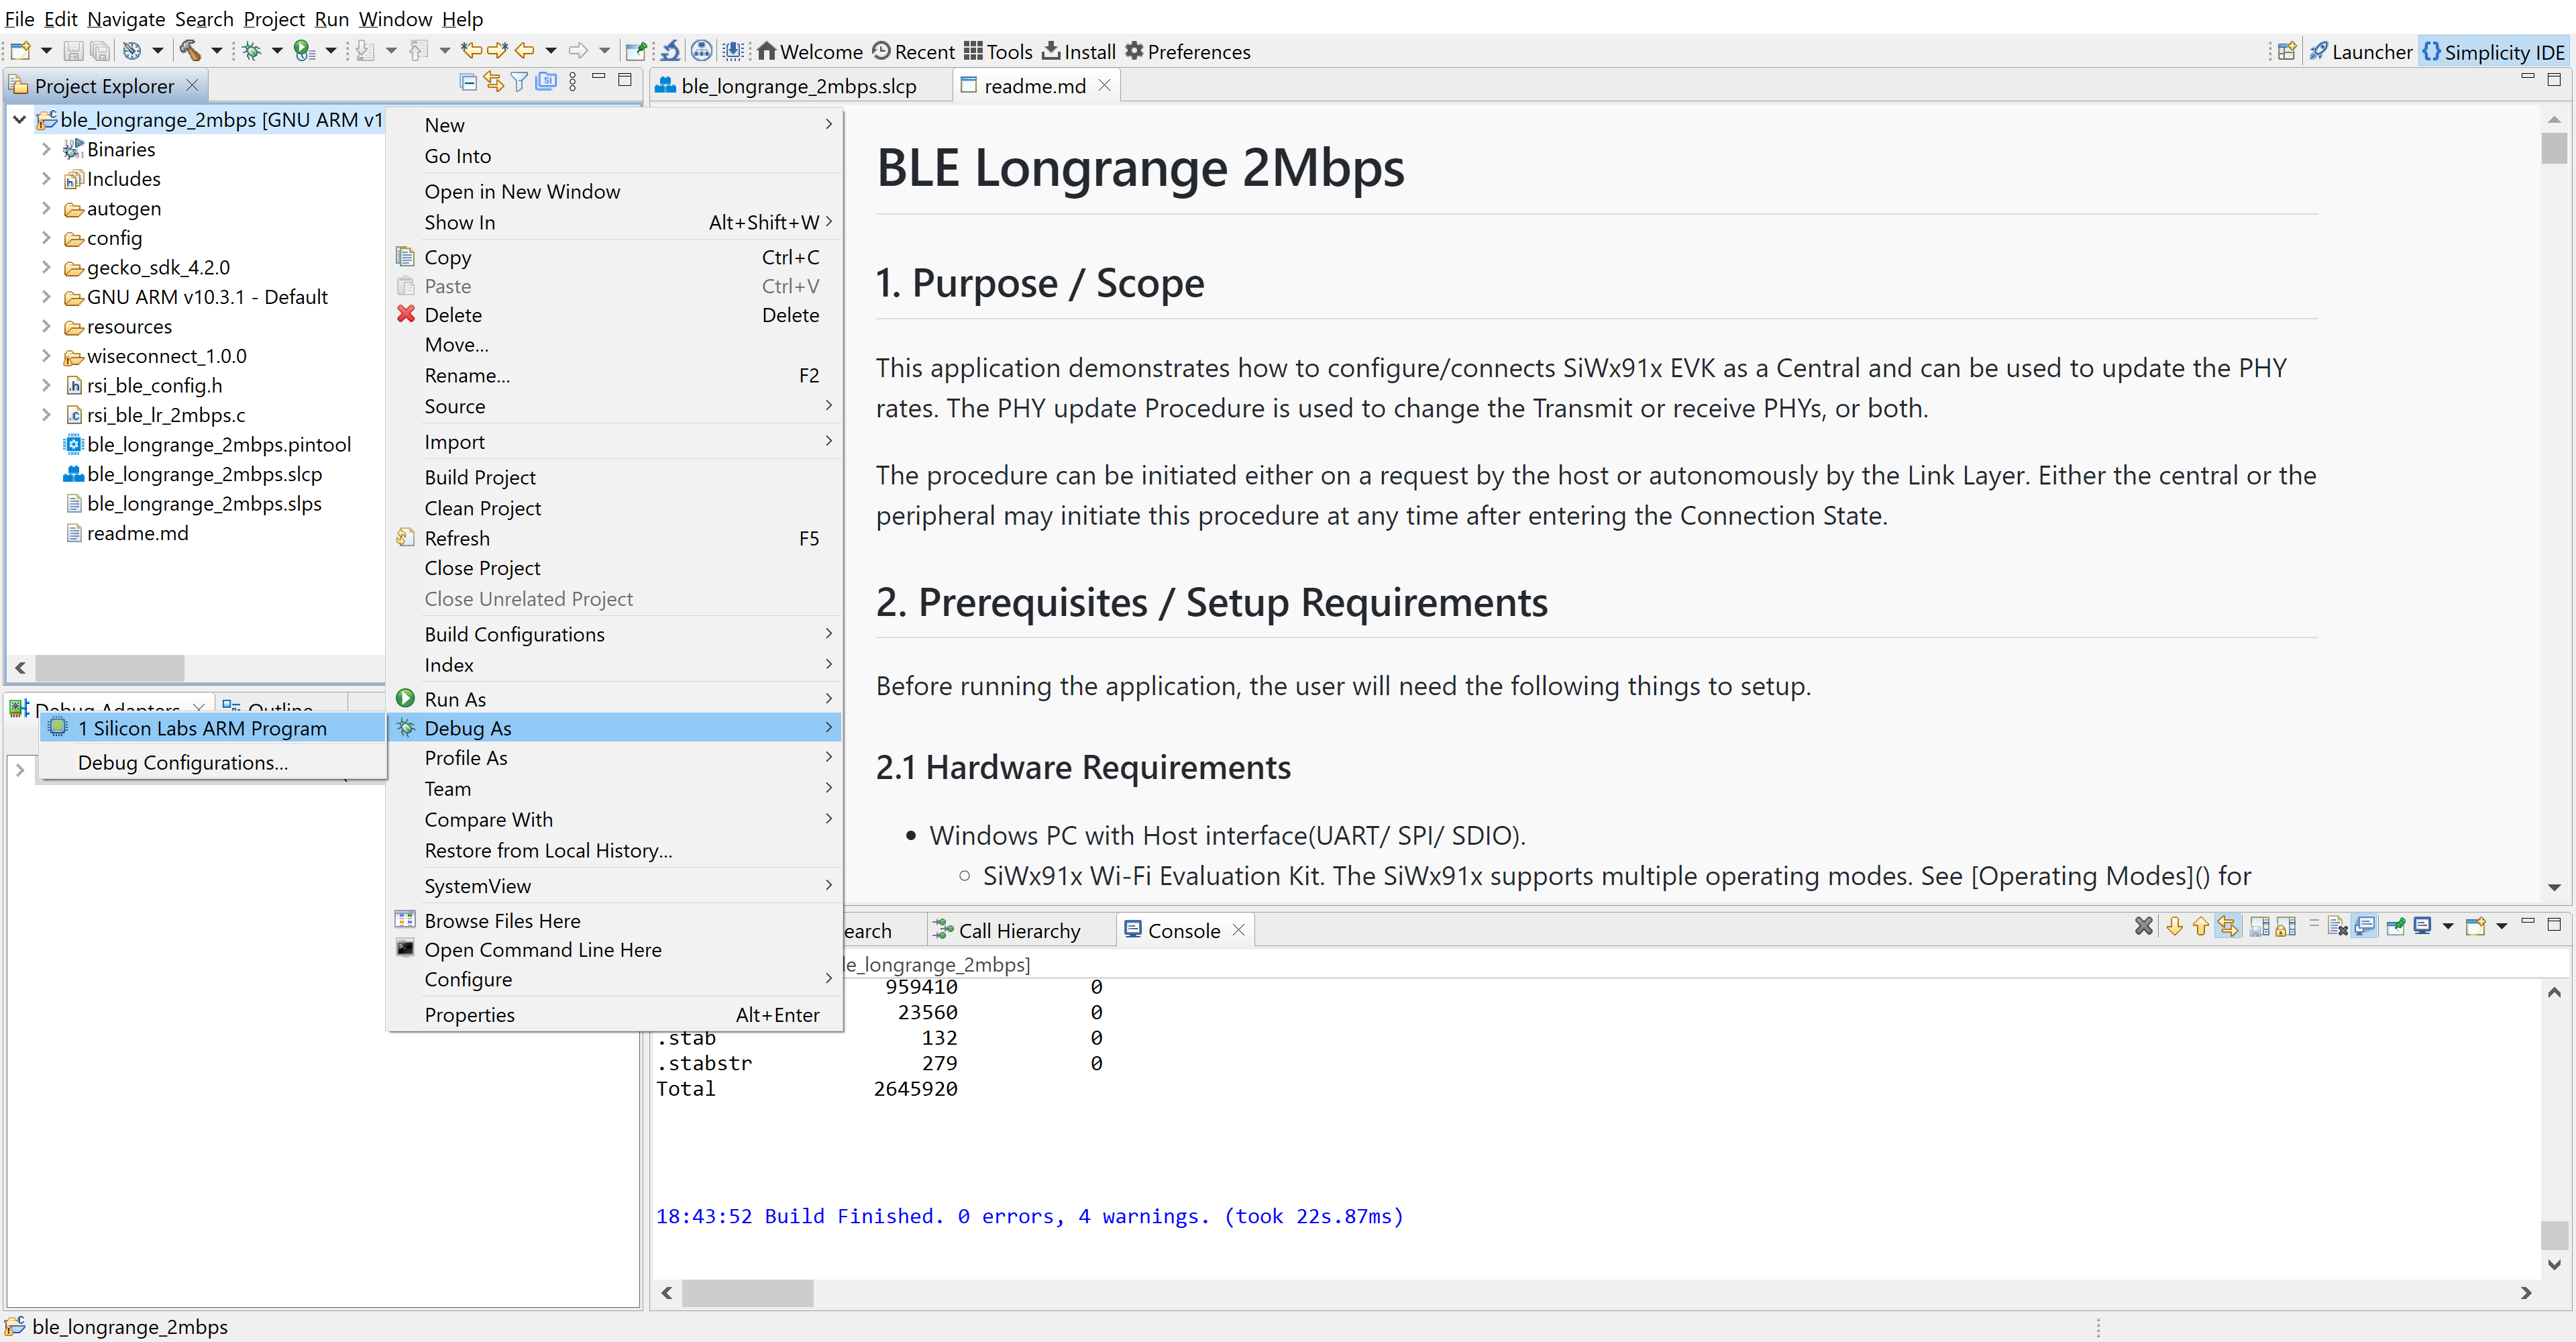 File Edit Navigate Search Project Run Window Help
Welcome Recent Tools Install Preferences
Launcher Simplicity IDE
Project Explorer
ble_longrange_2mbps [GNU ARM v1
Binaries
Includes
autogen
config
gecko_sdk_4.2.0
GNU ARM v10.3.1 - Default
resources
wiseconnect_1.0.0
rsi_ble_config.h
rsi_ble_lr_2mbps.c
ble_longrange_2mbps.pintool
ble_longrange_2mbps.slcp
ble_longrange_2mbps.slps
readme.md
Debug Adapters Outline
1 Silicon Labs ARM Program
Debug Configurations...
New
Go Into
Open in New Window
Show In Alt+Shift+W
Copy Ctrl+C
Paste Ctrl+V
Delete Delete
Move...
Rename... F2
Source
Import
Build Project
Clean Project
Refresh F5
Close Project
Close Unrelated Project
Build Configurations
Index
Run As
Debug As
Profile As
Team
Compare With
Restore from Local History...
SystemView
Browse Files Here
Open Command Line Here
Configure
Properties Alt+Enter
ble_longrange_2mbps.slcp readme.md
BLE Longrange 2Mbps
1. Purpose / Scope
This application demonstrates how to configure/connects SiWx91x EVK as a Central and can be used to update the PHY
rates. The PHY update Procedure is used to change the Transmit or receive PHYs, or both.
The procedure can be initiated either on a request by the host or autonomously by the Link Layer. Either the central or the
peripheral may initiate this procedure at any time after entering the Connection State.
2. Prerequisites / Setup Requirements
Before running the application, the user will need the following things to setup.
2.1 Hardware Requirements
• Windows PC with Host interface(UART/ SPI/ SDIO).
○ SiWx91x Wi-Fi Evaluation Kit. The SiWx91x supports multiple operating modes. See [Operating Modes]() for
earch Call Hierarchy Console
le_longrange_2mbps]
959410 0
23560 0
.stab 132 0
.stabstr 279 0
Total 2645920
18:43:52 Build Finished. 0 errors, 4 warnings. (took 22s.87ms)
ble_longrange_2mbps